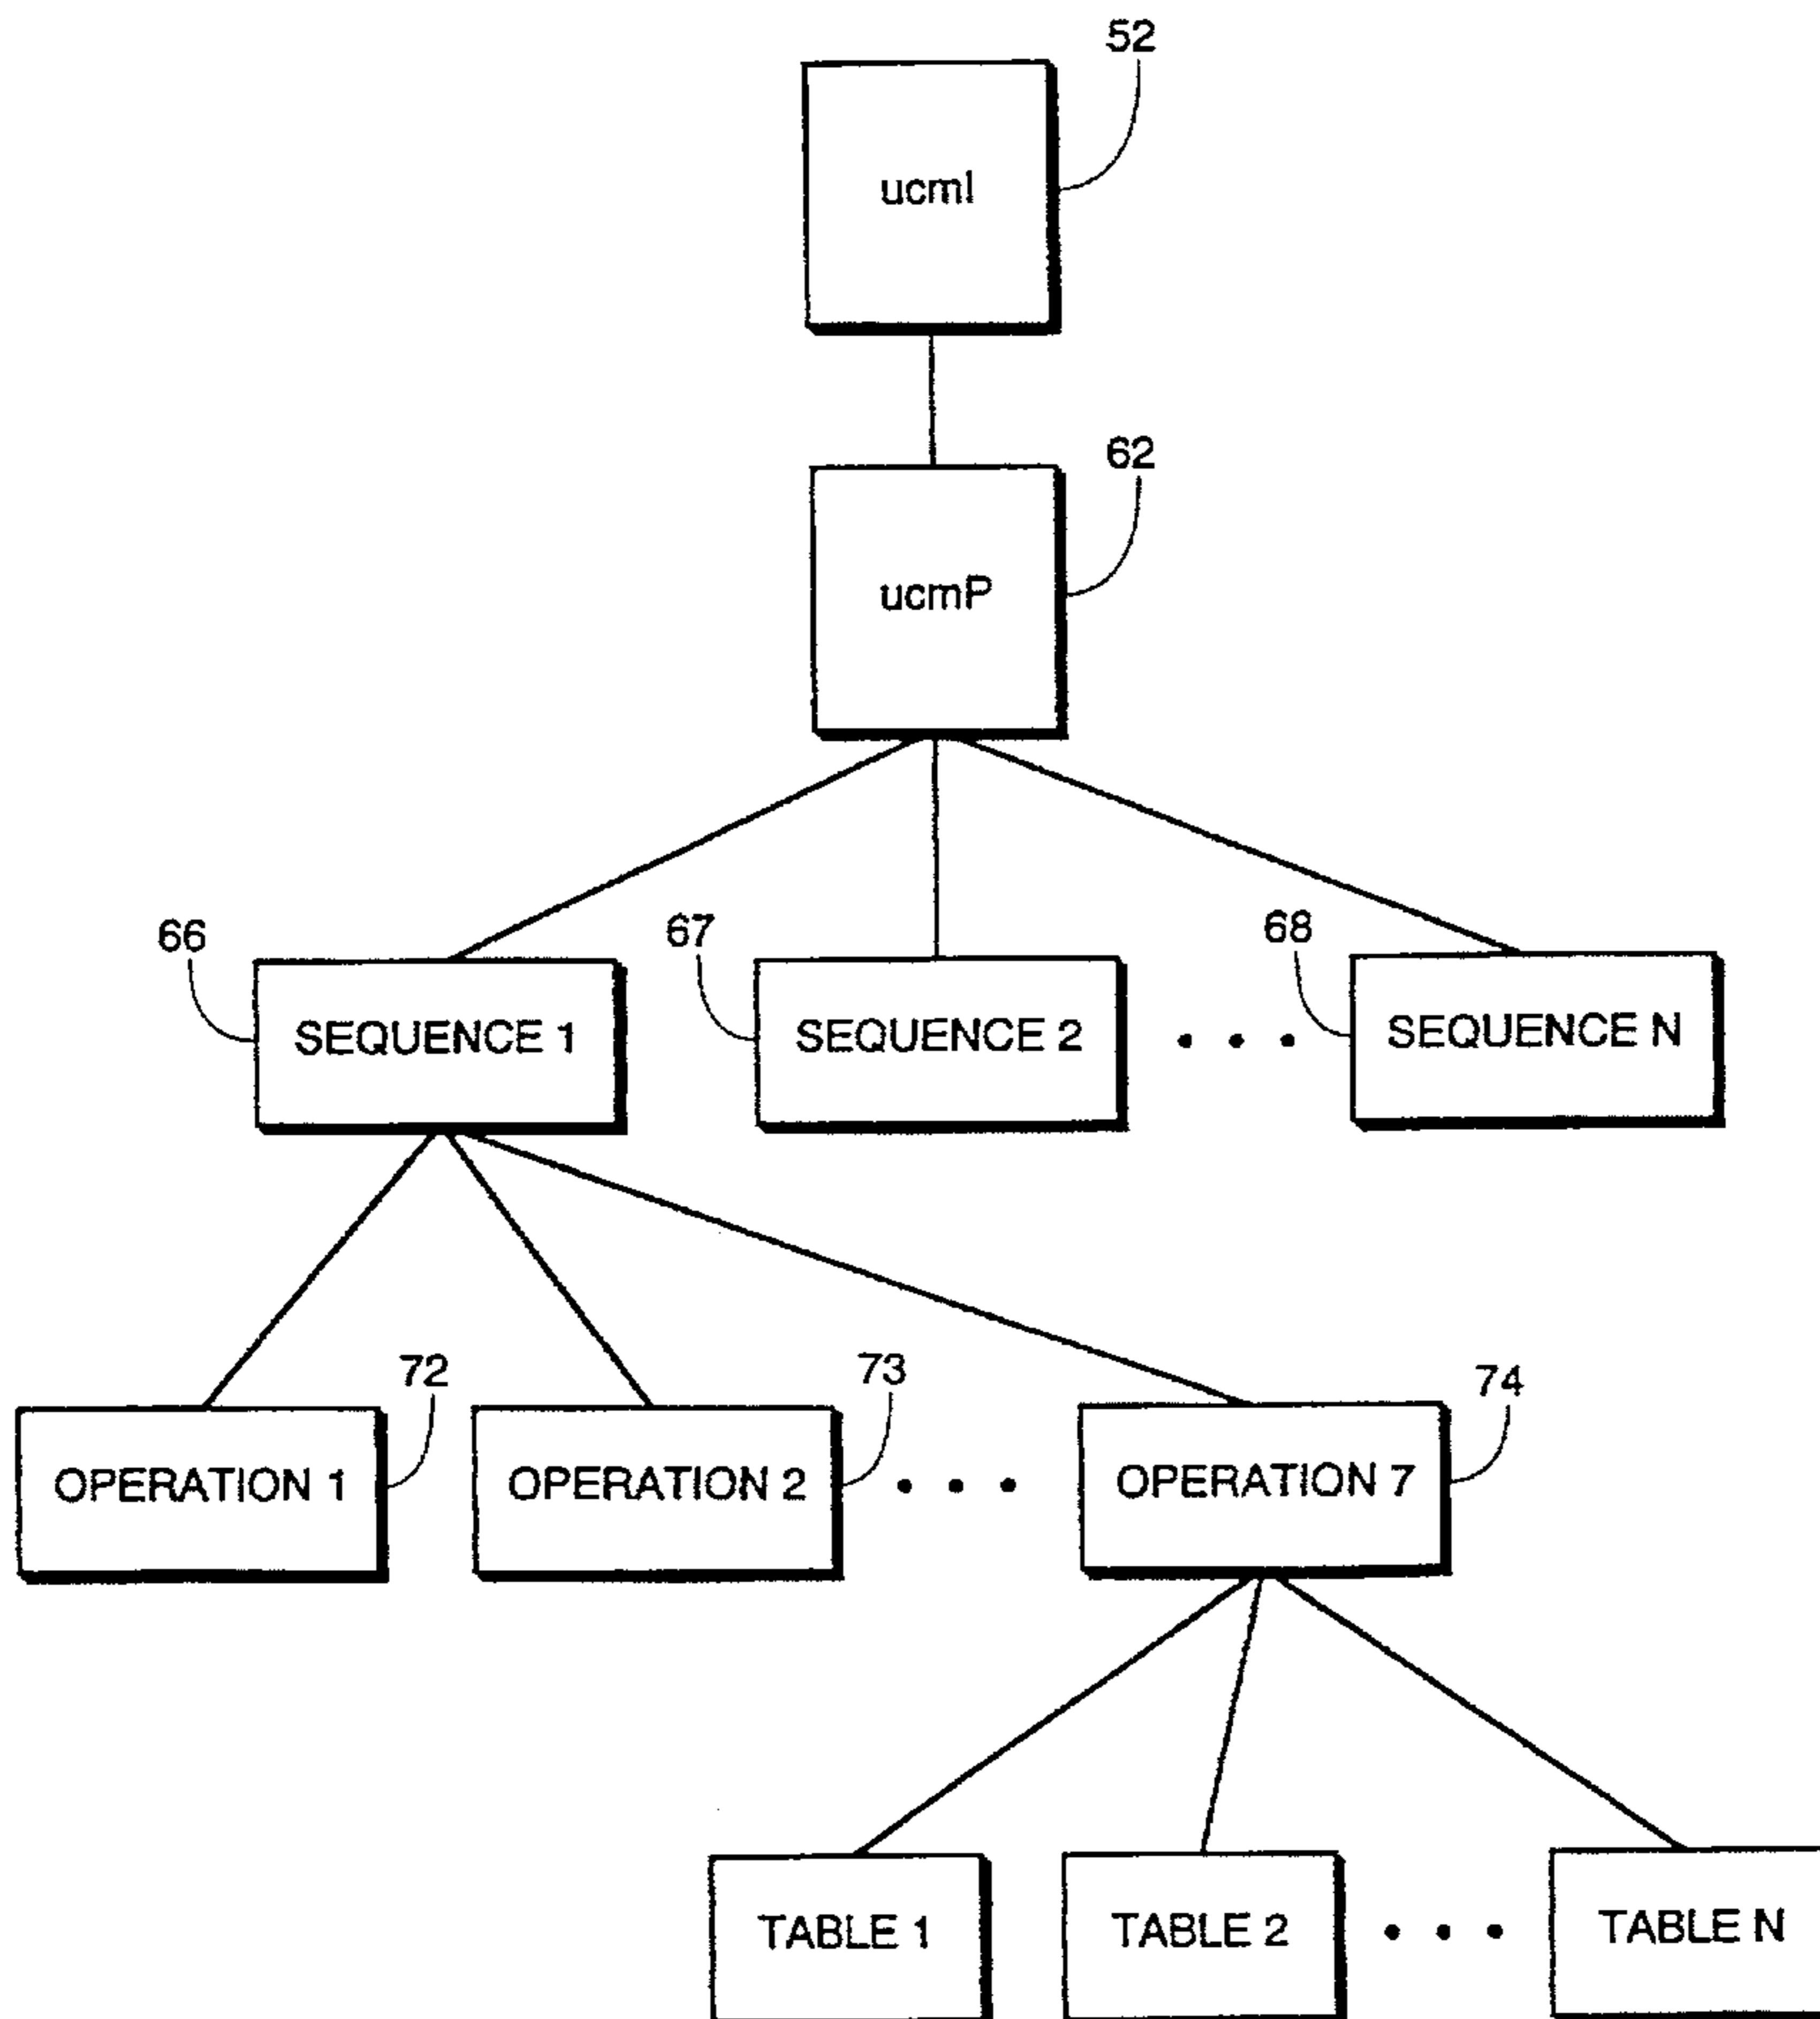 52
ucmI
62
ucmP
66
67
68
SEQUENCE 1
SEQUENCE 2
• • •
SEQUENCE N
72
73
74
OPERATION 1
OPERATION 2
• • •
OPERATION 7
TABLE 1
TABLE 2
• • •
TABLE N